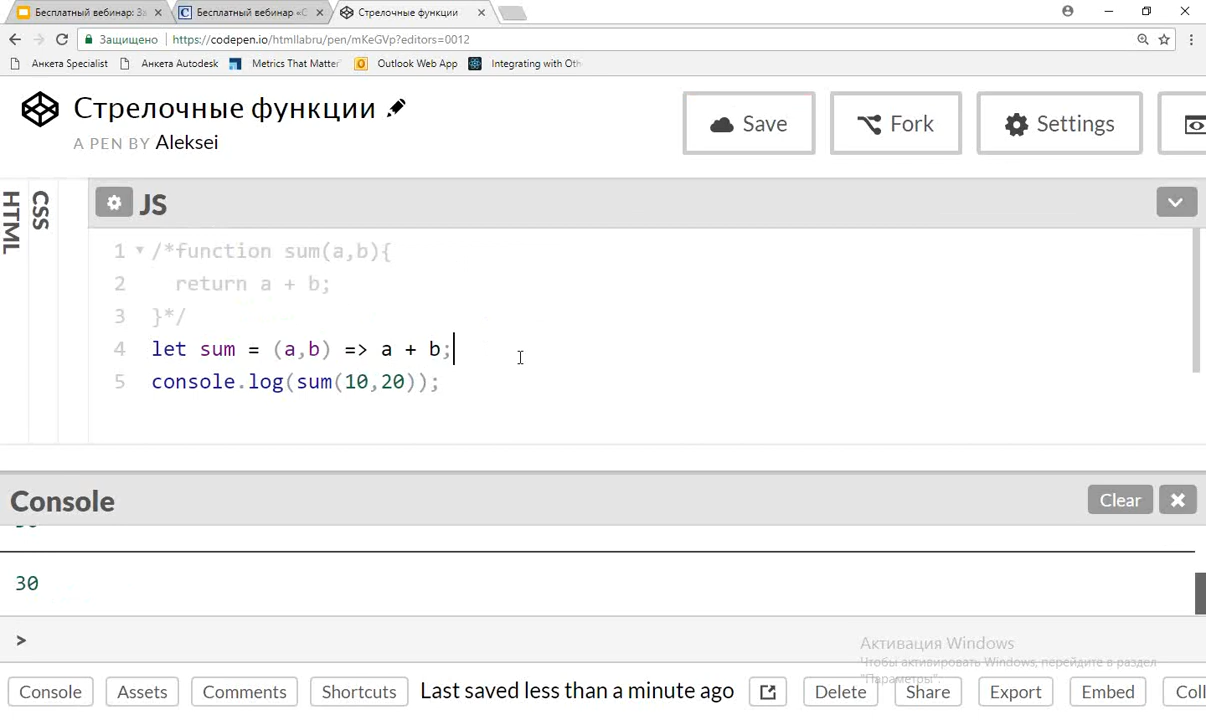 Бесплатный вебинар: За
Бесплатный вебинар «С
Стрелочные функции
Защищено
https://codepen.io/htmllabru/pen/mKeGVp?editors=0012
Анкета Specialist
Анкета Autodesk
Metrics That Matter
Outlook Web App
Integrating with Oth
Стрелочные функции
A PEN BY Aleksei
Save
Fork
Settings
HTML
CSS
JS
1 /*function sum(a,b){
2 return a + b;
3 }*/
4 let sum = (a,b) => a + b;
5 console.log(sum(10,20));
Console
Clear
30
>
Активация Windows
Чтобы активировать Windows, перейдите в раздел
"Параметры".
Console
Assets
Comments
Shortcuts
Last saved less than a minute ago
Delete
Share
Export
Embed
Coll